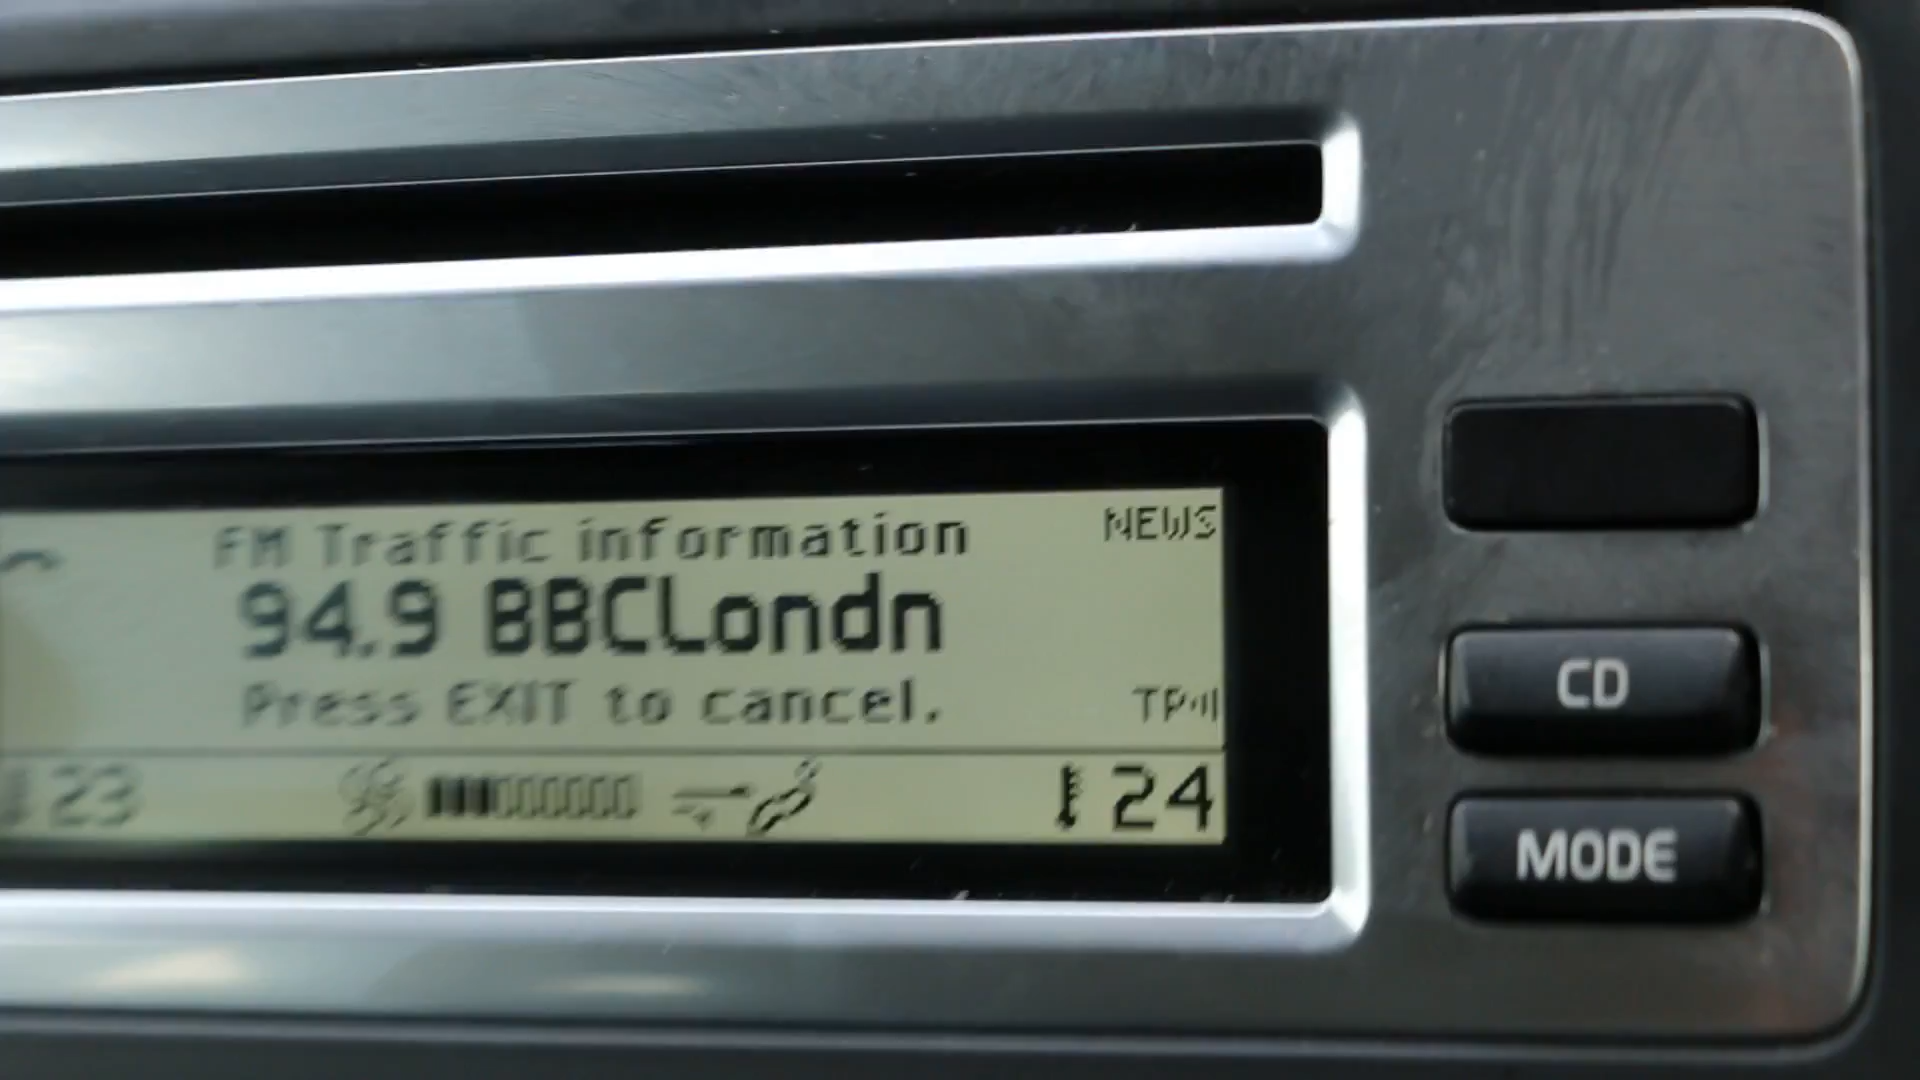 FM Traffic information
NEWS
94.9 BBCLondn
Press EXIT to cancel.
TP
23
24
CD
MODE